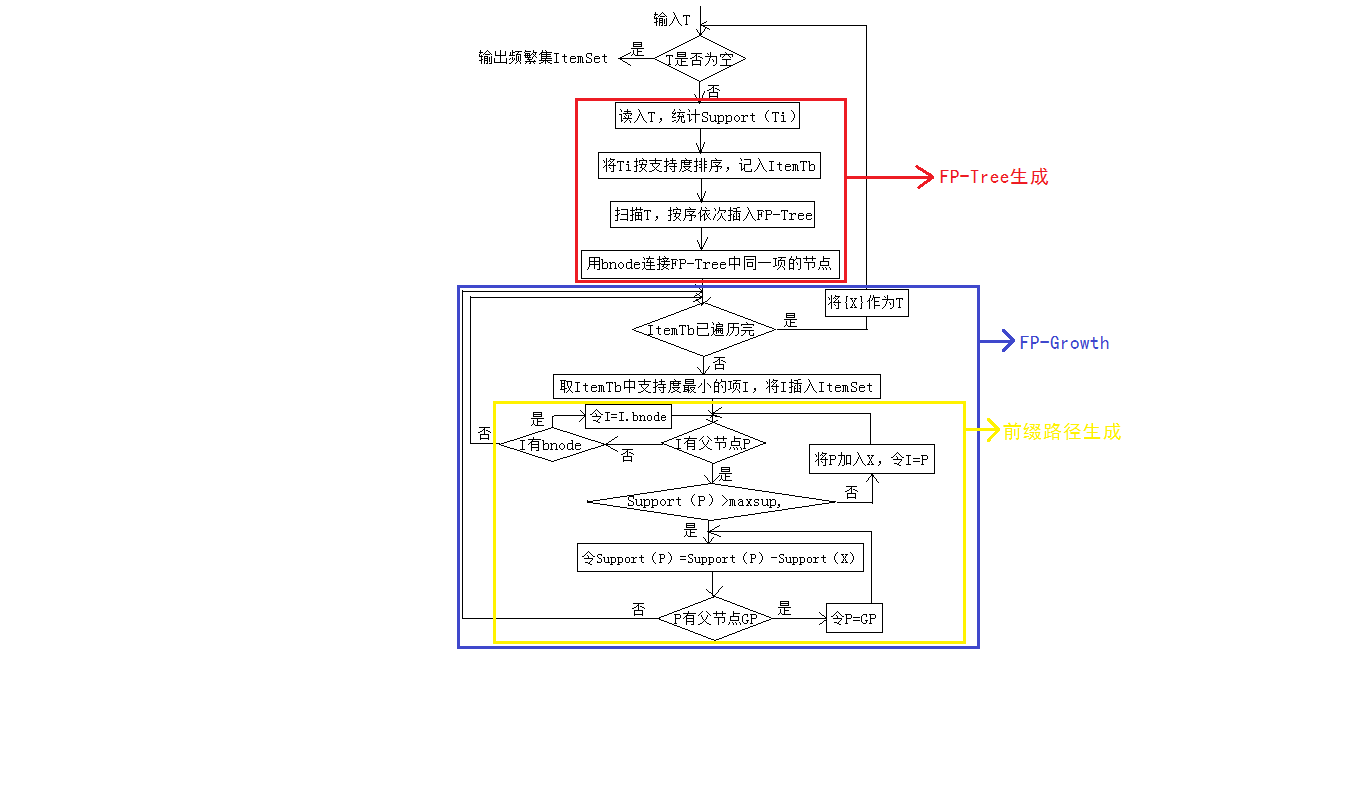 输入T
T是否为空
是
输出频繁集ItemSet
否
读入T，统计Support（Ti）
将Ti按支持度排序，记入ItemTb
FP-Tree生成
扫描T，按序依次插入FP-Tree
用bnode连接FP-Tree中同一项的节点
将{X}作为T
ItemTb已遍历完
是
FP-Growth
否
取ItemTb中支持度最小的项I，将I插入ItemSet
是
令I=I.bnode
否
I有bnode
否
I有父节点P
前缀路径生成
将P加入X，令I=P
是
Support（P）>maxsup,
否
是
令Support（P）=Support（P）-Support（X）
否
P有父节点GP
是
令P=GP